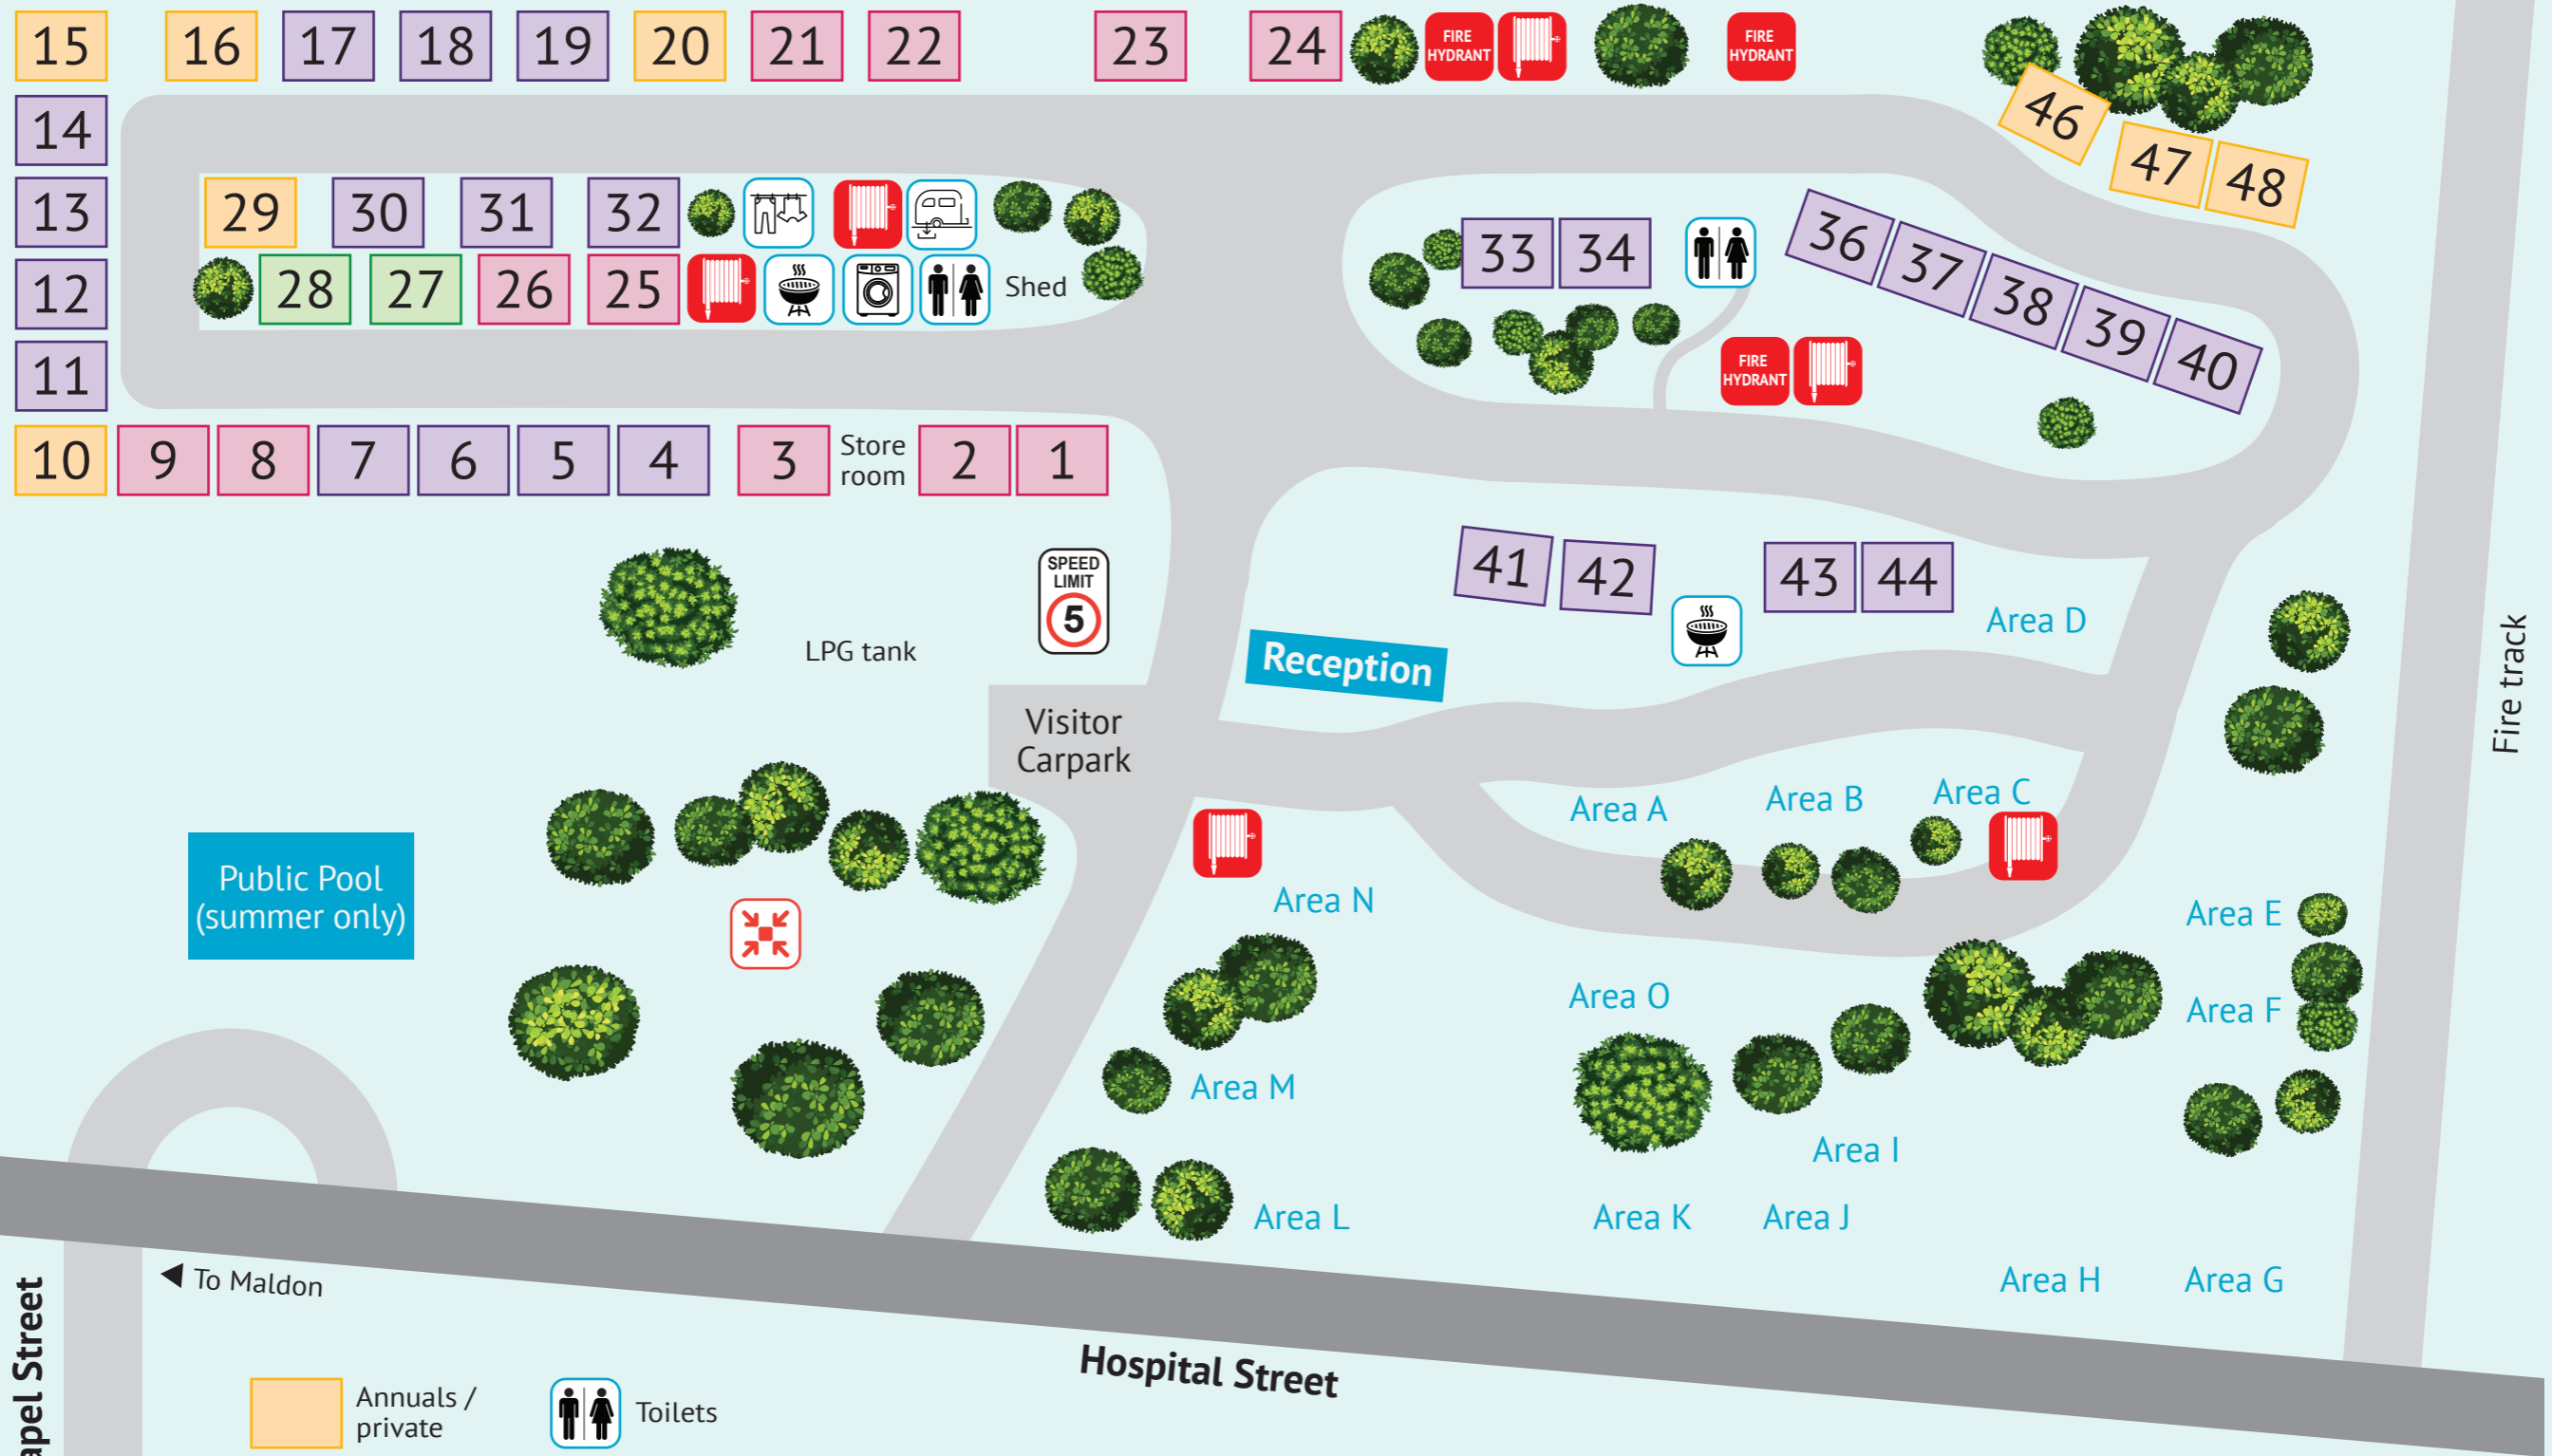 15 16 17 18 19 20 21 22 23 24
FIRE
HYDRANT
FIRE
HYDRANT
46
47
48
14
13
12
11
29 30 31 32
28 27 26 25
Shed
33 34
36
37
38
39
40
FIRE
HYDRANT
10 9 8 7 6 5 4 3
Store
room
2 1
SPEED
LIMIT
5
LPG tank
41 42 43 44
Area D
Reception
Visitor
Carpark
Fire track
Area A
Area B
Area C
Public Pool
(summer only)
Area N
Area E
Area O
Area F
Area M
Area I
Area L
Area K
Area J
Area H
Area G
To Maldon
Hospital Street
apel Street
Annuals /
private
Toilets